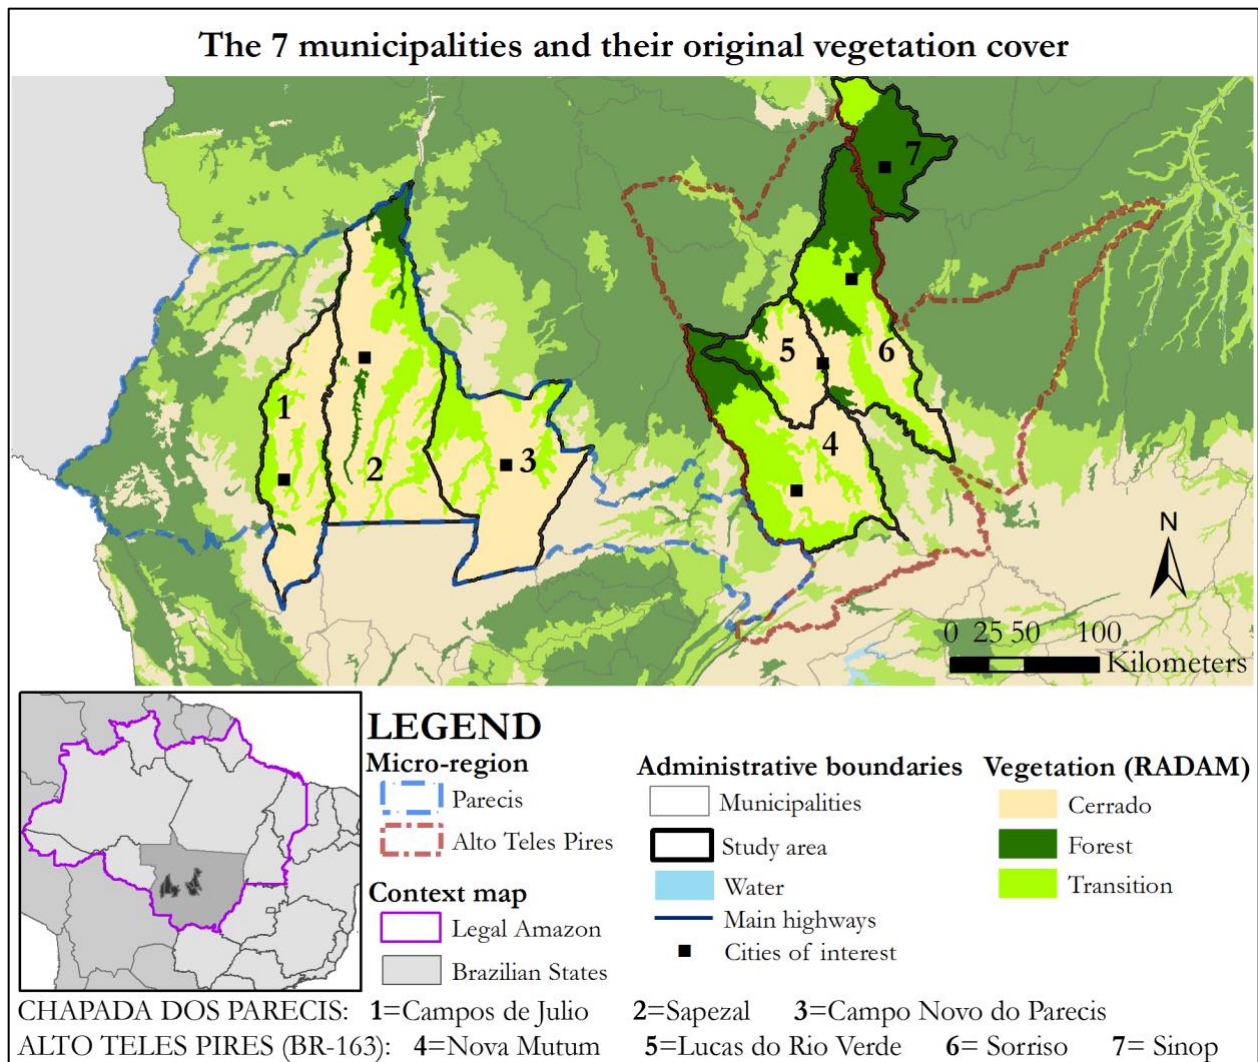 The 7 municipalities and their original vegetation cover
7
1
2
3
5
6
4
N
0 25 50 100
Kilometers
LEGEND
Micro-region
Parecis
Alto Teles Pires
Context map
Legal Amazon
Brazilian States
Administrative boundaries
Municipalities
Study area
Water
Main highways
Cities of interest
Vegetation (RADAM)
Cerrado
Forest
Transition
CHAPADA DOS PARECIS: 1=Campos de Julio 2=Sapezal 3=Campo Novo do Parecis
ALTO TELES PIRES (BR-163): 4=Nova Mutum 5=Lucas do Rio Verde 6= Sorriso 7= Sinop